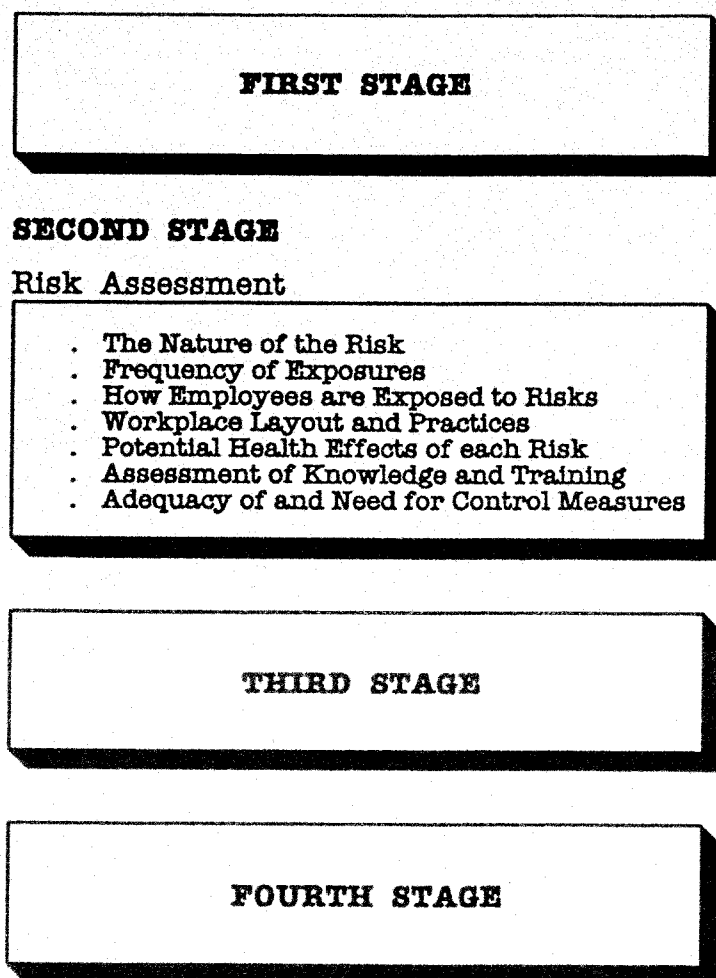 FIRST STAGE
SECOND STAGE
Risk Assessment
. The Nature of the Risk
. Frequency of Exposures
. How Employees are Exposed to Risks
. Workplace Layout and Practices
. Potential Health Effects of each Risk
. Assessment of Knowledge and Training
. Adequacy of and Need for Control Measures
THIRD STAGE
FOURTH STAGE